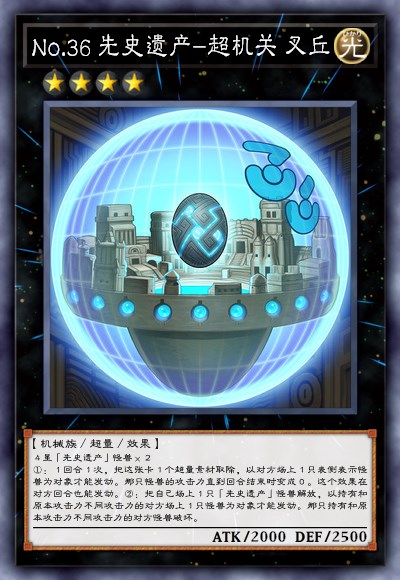 No.36 先史遗产-超机关 叉丘
光
【机械族/超量/效果】
4星「先史遗产」怪兽×2
①:1回合1次,把这张卡1个超量素材取除,以对方场上1只表侧表示怪
兽为对象才能发动。那只怪兽的攻击力直到回合结束时变成0。这个效果在
对方回合也能发动。②:把自己场上1只「先史遗产」怪兽解放,以持有和
原本攻击力不同攻击力的对方场上1只怪兽为对象才能发动。那只持有和原
本攻击力不同攻击力的对方怪兽破坏。
ATK/2000 DEF/2500